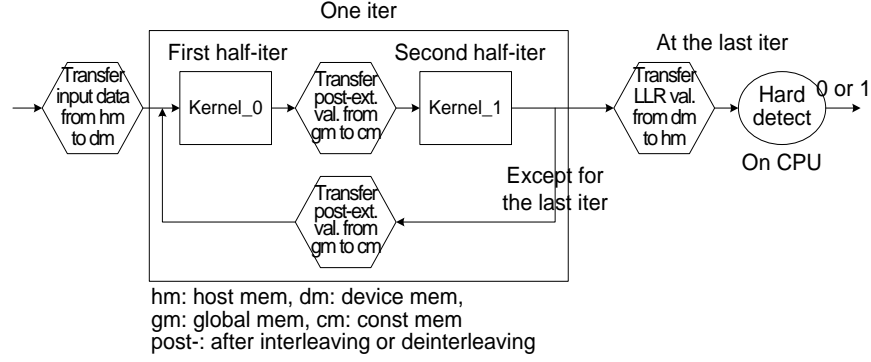 One iter
First half-iter
Second half-iter
At the last iter
Transfer
input data
from hm
to dm
Kernel_0
Transfer
post-ext.
val. from
gm to cm
Kernel_1
Transfer
LLR val.
from dm
to hm
Hard
detect
0 or 1
On CPU
Except for
the last iter
Transfer
post-ext.
val. from
gm to cm
hm: host mem, dm: device mem,
gm: global mem, cm: const mem
post-: after interleaving or deinterleaving